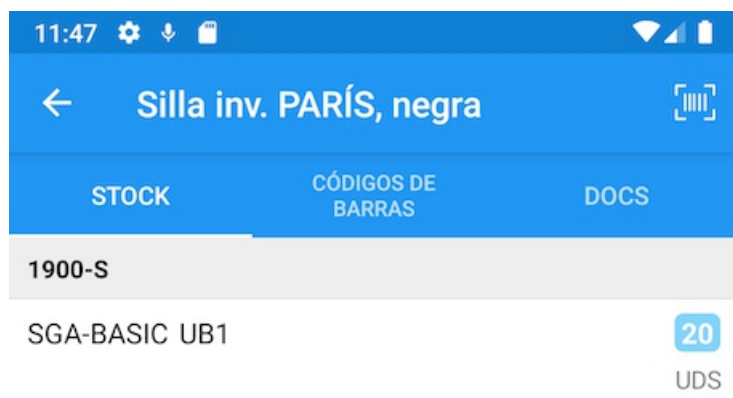 11:47
Silla inv. PARÍS, negra
STOCK
CÓDIGOS DE
BARRAS
DOCS
1900-S
SGA-BASIC UB1
20
UDS